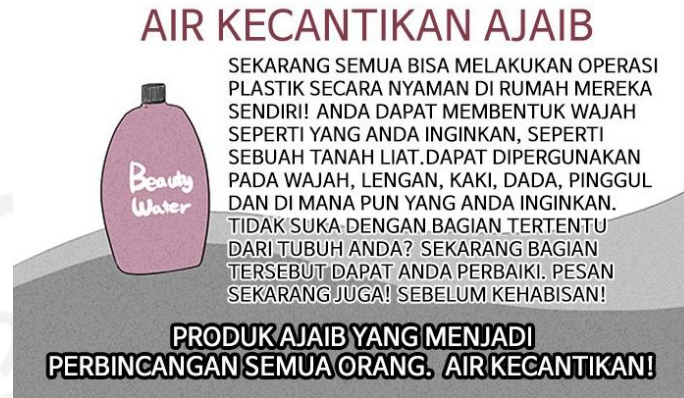 AIR KECANTIKAN AJAIB
SEKARANG SEMUA BISA MELAKUKAN OPERASI
PLASTIK SECARA NYAMAN DI RUMAH MEREKA
SENDIRI! ANDA DAPAT MEMBENTUK WAJAH
SEPERTI YANG ANDA INGINKAN, SEPERTI
SEBUAH TANAH LIAT.DAPAT DIPERGUNAKAN
PADA WAJAH, LENGAN, KAKI, DADA, PINGGUL
DAN DI MANA PUN YANG ANDA INGINKAN.
TIDAK SUKA DENGAN BAGIAN TERTENTU
DARI TUBUH ANDA? SEKARANG BAGIAN
TERSEBUT DAPAT ANDA PERBAIKI. PESAN
SEKARANG JUGA! SEBELUM KEHABISAN!
Beauty
Water
PRODUK AJAIB YANG MENJADI
PERBINCANGAN SEMUA ORANG. AIR KECANTIKAN!